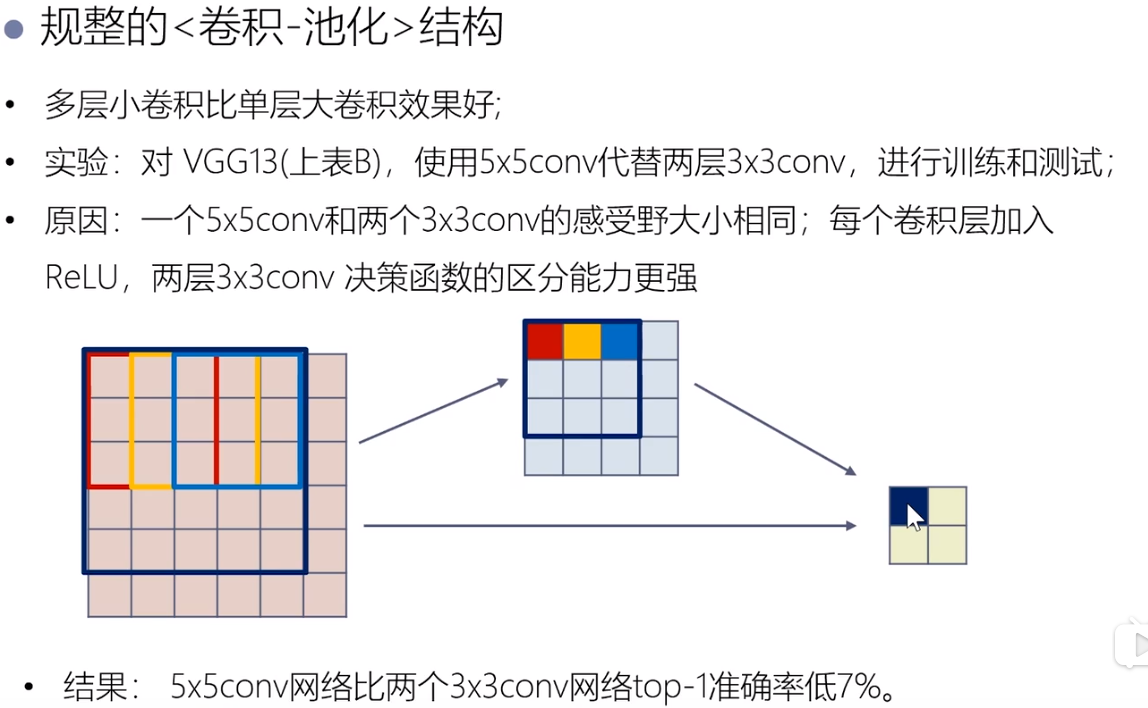 规整的<卷积-池化>结构
多层小卷积比单层大卷积效果好;
实验：对 VGG13(上表B)，使用5x5conv代替两层3x3conv，进行训练和测试；
原因：一个5x5conv和两个3x3conv的感受野大小相同；每个卷积层加入
ReLU，两层3x3conv 决策函数的区分能力更强
结果： 5x5conv网络比两个3x3conv网络top-1准确率低7%。